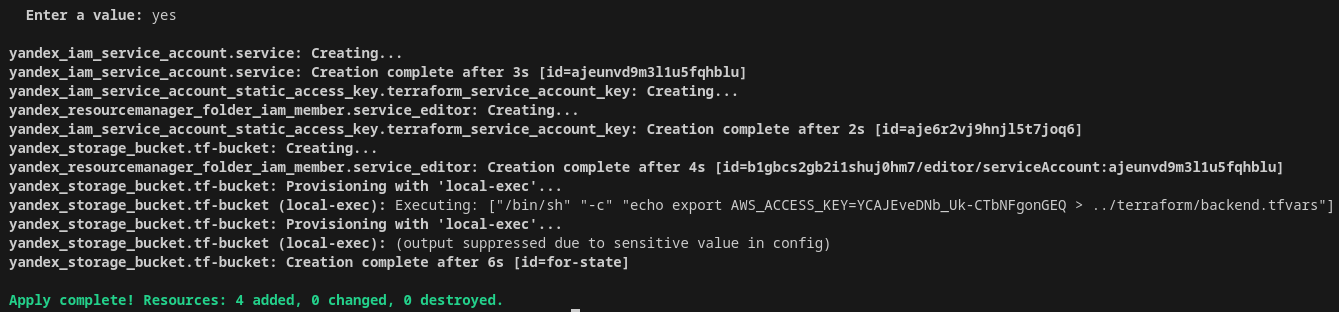 Enter a value: yes
yandex_iam_service_account.service: Creating...
yandex_iam_service_account.service: Creation complete after 3s [id=ajeunvd9m3l1u5fqhblu]
yandex_iam_service_account_static_access_key.terraform_service_account_key: Creating...
yandex_resourcemanager_folder_iam_member.service_editor: Creating...
yandex_iam_service_account_static_access_key.terraform_service_account_key: Creation complete after 2s [id=aje6r2vj9hnjl5t7joq6]
yandex_storage_bucket.tf-bucket: Creating...
yandex_resourcemanager_folder_iam_member.service_editor: Creation complete after 4s [id=b1gbcs2gb2i1shuj0hm7/editor/serviceAccount:ajeunvd9m3l1u5fqhblu]
yandex_storage_bucket.tf-bucket: Provisioning with 'local-exec'...
yandex_storage_bucket.tf-bucket (local-exec): Executing: ["/bin/sh" "-c" "echo export AWS_ACCESS_KEY=YCAJEveDNb_Uk-CTbNFgonGEQ > ../terraform/backend.tfvars"]
yandex_storage_bucket.tf-bucket: Provisioning with 'local-exec'...
yandex_storage_bucket.tf-bucket (local-exec): (output suppressed due to sensitive value in config)
yandex_storage_bucket.tf-bucket: Creation complete after 6s [id=for-state]
Apply complete! Resources: 4 added, 0 changed, 0 destroyed.